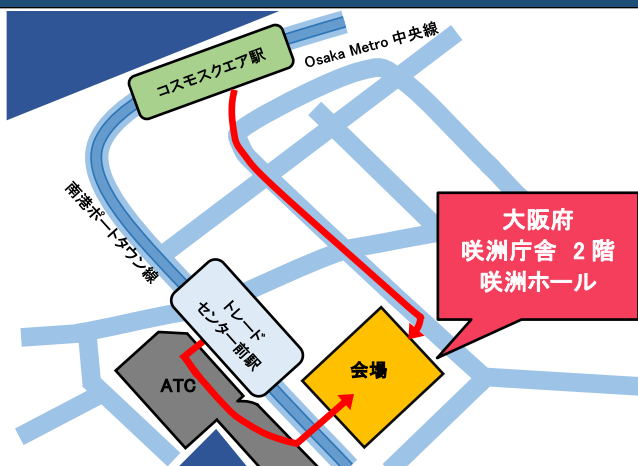 コスモスクエア駅
Osaka Metro 中央線
南港ポートタウン線
大阪府
咲洲庁舎 2階
咲洲ホール
トレード
センター前駅
会場
ATC